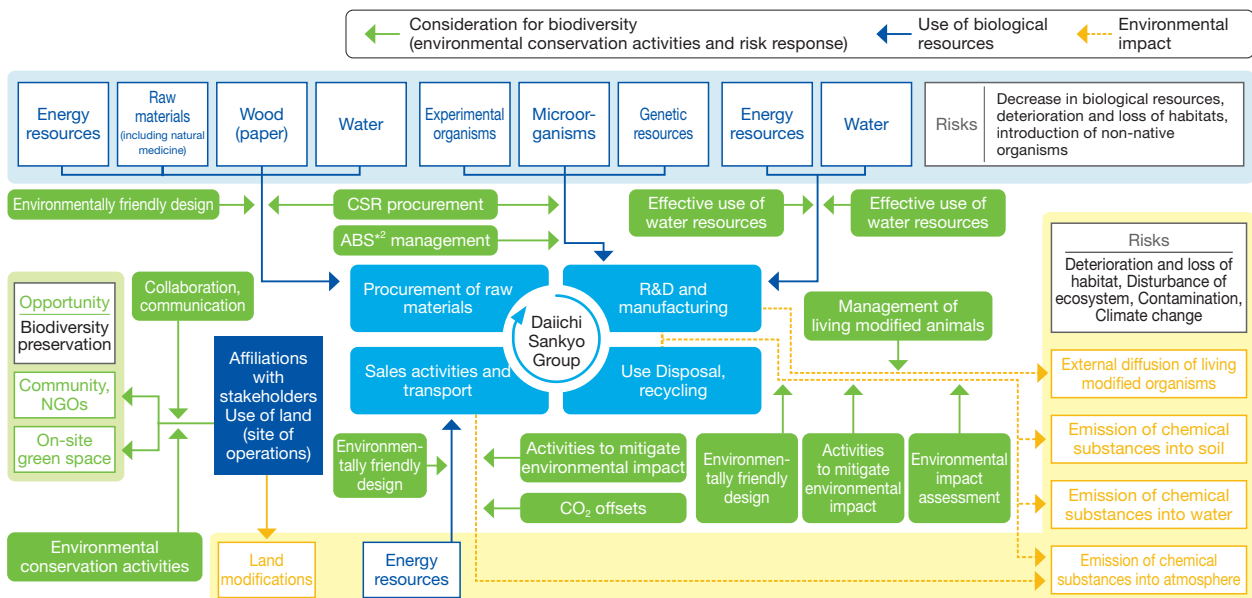 Consideration for biodiversity
(environmental conservation activities and risk response)
Use of biological
resources
Environmental
impact
Energy
resources
Raw
materials
(including natural
medicine)
Wood
(paper)
Water
Experimental
organisms
Microor-
ganisms
Genetic
resources
Energy
resources
Water
Risks
Decrease in biological resources,
deterioration and loss of habitats,
introduction of non-native
organisms
Environmentally friendly design
CSR procurement
ABS*2 management
Effective use of
water resources
Effective use of
water resources
Risks
Deterioration and loss of
habitat, Disturbance of
ecosystem, Contamination,
Climate change
Collaboration,
communication
Opportunity
Biodiversity
preservation
Community,
NGOs
On-site
green space
Affiliations
with
stakeholders
Use of land
(site of
operations)
Procurement of raw
materials
R&D and
manufacturing
Daiichi
Sankyo
Group
Sales activities and
transport
Use Disposal,
recycling
Management of
living modified animals
External diffusion of living
modified organisms
Emission of chemical
substances into soil
Emission of chemical
substances into water
Emission of chemical
substances into atmosphere
Environmen-
tally friendly
design
Activities to mitigate
environmental impact
CO2 offsets
Environmen-
tally friendly
design
Activities
to mitigate
environmental
impact
Environmental
impact
assessment
Environmental
conservation activities
Land
modifications
Energy
resources